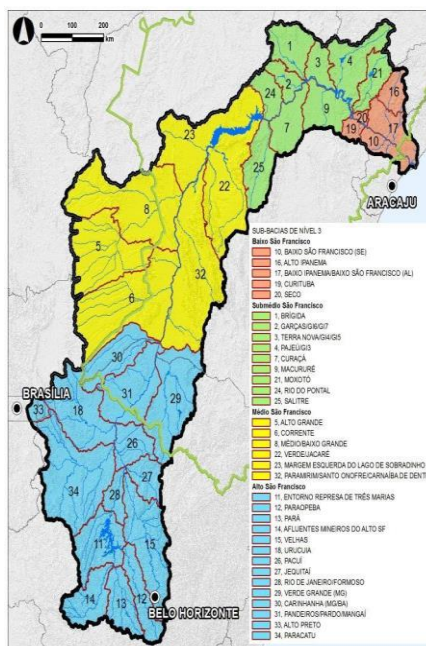 0 100 200
km
1
3
4
2
24
21
16
9
7
20
19
17
10
23
25
22
8
5
32
6
ARACAJU
30
31
29
BRASÍLIA
33
18
26
27
34
28
11
15
14
13
12
BELO HORIZONTE
SUB-BACIAS DE NÍVEL 3
Baixo São Francisco
10, BAIXO SÃO FRANCISCO (SE)
16, ALTO IPANEMA
17, BAIXO IPANEMA/BAIXO SÃO FRANCISCO (AL)
19, CURITUBA
20, SECO
Submédio São Francisco
1, BRÍGIDA
2, GARÇAS/GI6/GI7
3, TERRA NOVA/GI4/GI5
4, PAJEÚ/GI3
7, CURAÇÁ
9, MACURURÉ
21, MOXOTÓ
24, RIO DO PONTAL
25, SALITRE
Médio São Francisco
5, ALTO GRANDE
6, CORRENTE
8, MÉDIO/BAIXO GRANDE
22, VERDE/JACARÉ
23, MARGEM ESQUERDA DO LAGO DE SOBRADINHO
32, PARAMIRIM/SANTO ONOFRE/CARNAÍBA DE DENT
Alto São Francisco
11, ENTORNO REPRESA DE TRÊS MARIAS
12, PARAOPEBA
13, PARÁ
14, AFLUENTES MINEIROS DO ALTO SF
15, VELHAS
18, URUCUIA
26, PACUÍ
27, JEQUITAÍ
28, RIO DE JANEIRO/FORMOSO
29, VERDE GRANDE (MG)
30, CARINHANHA (MG/BA)
31, PANDEIROS/PARDO/MANGAÍ
33, ALTO PRETO
34, PARACATU